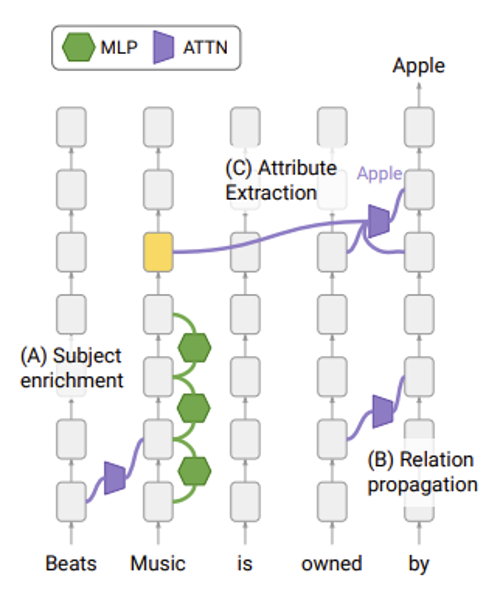 MLP ATTN
Apple
(C) Attribute
Extraction
Apple
(A) Subject
enrichment
(B) Relation
propagation
Beats Music is owned by